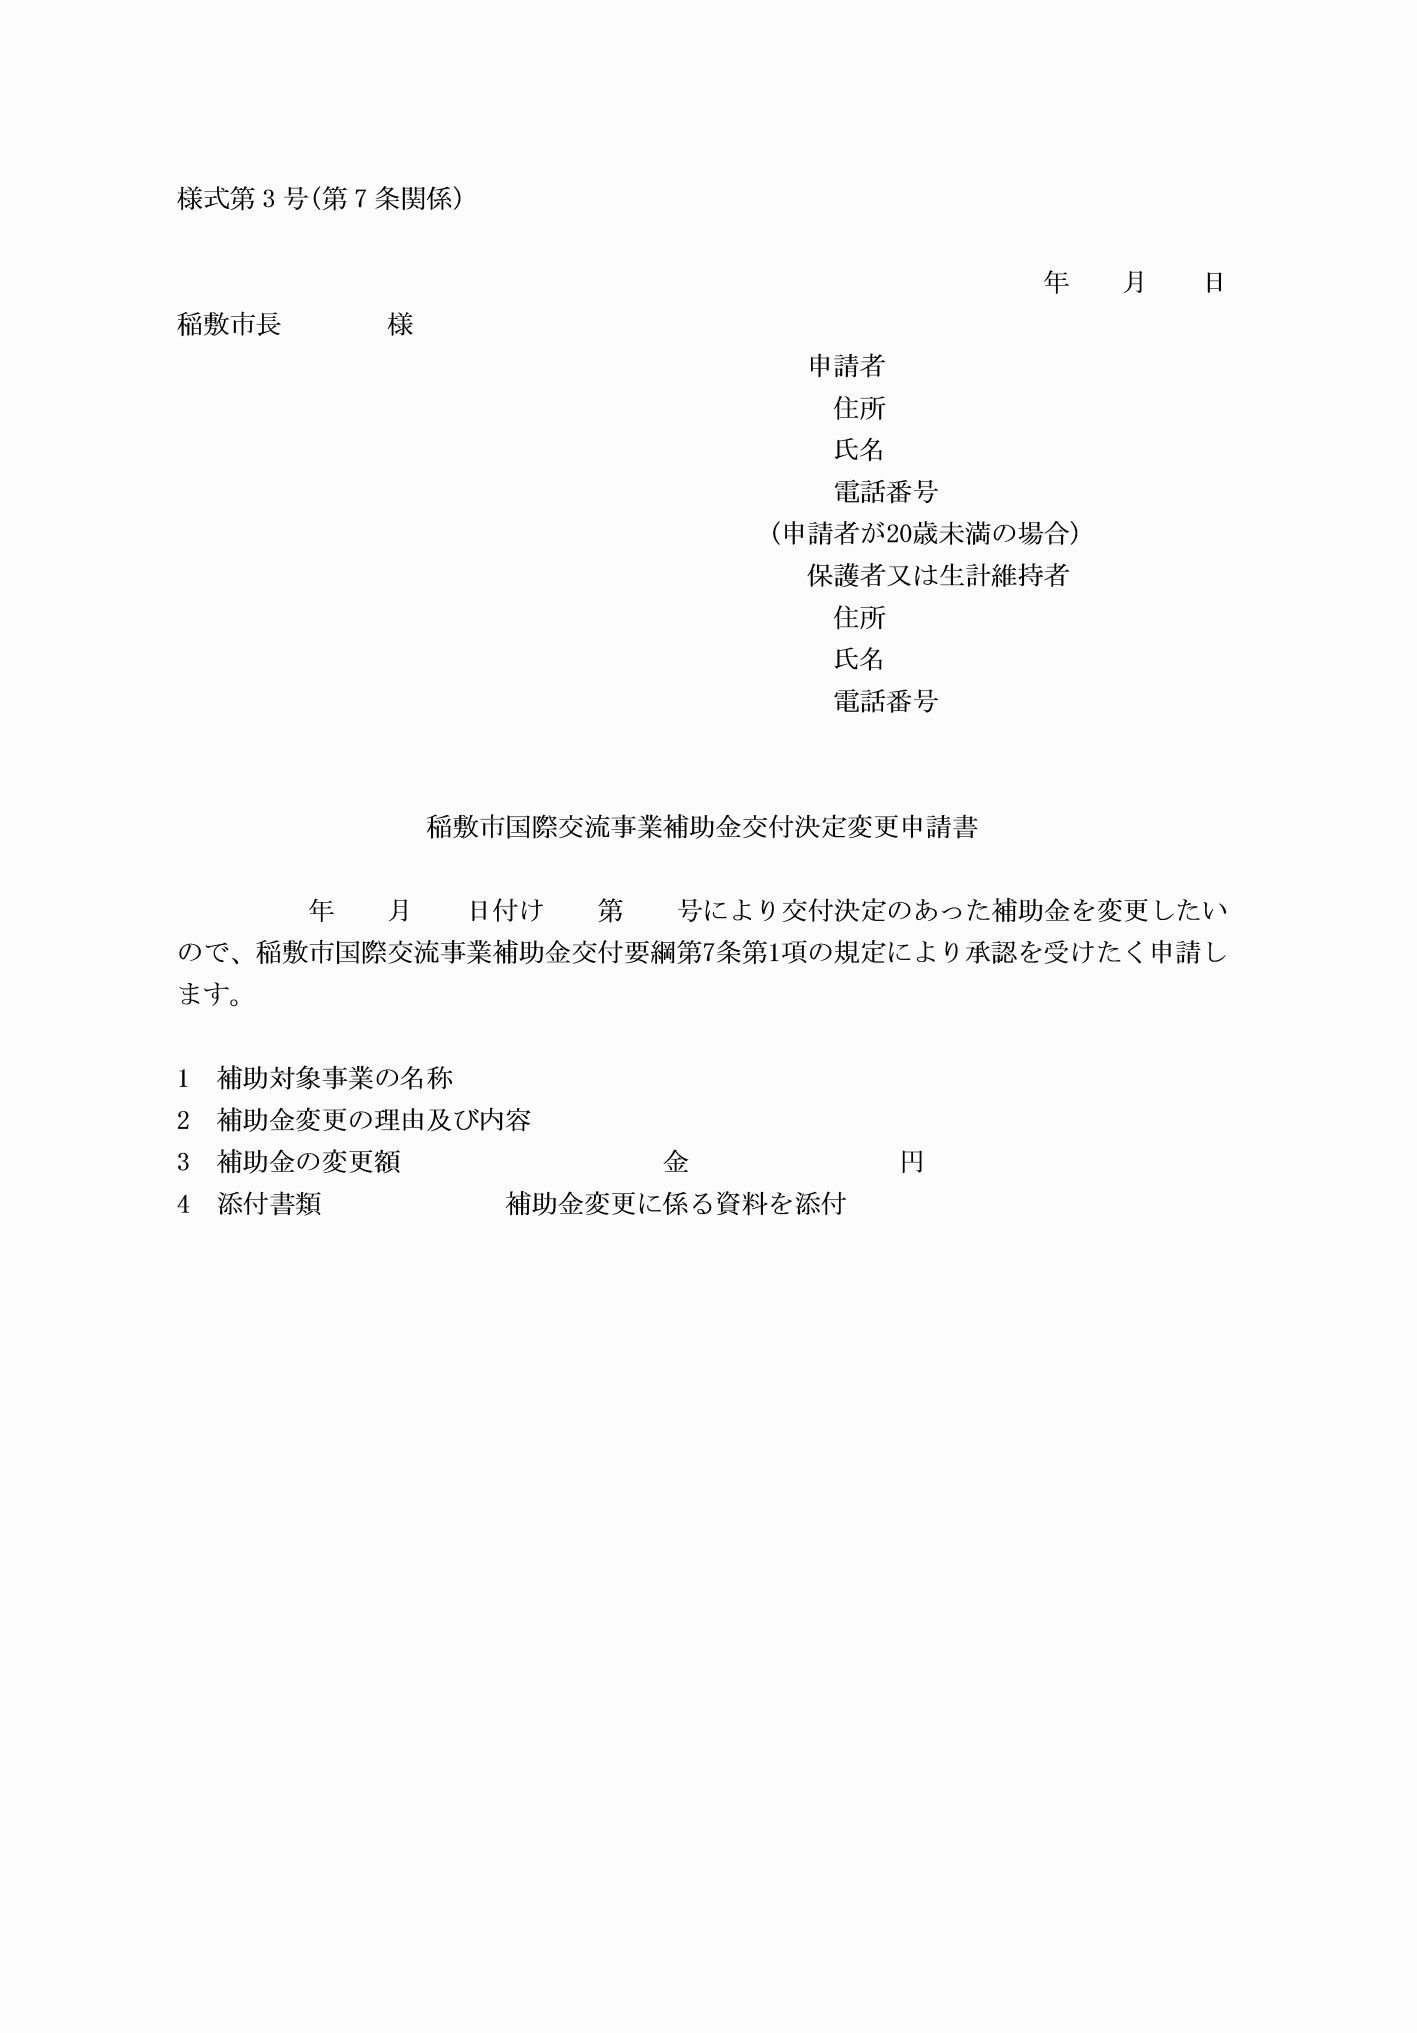 様式第 3 号(第 7 条関係)
年　　月　　日
稲敷市長　　　　様
申請者
住所
氏名
電話番号
(申請者が20歳未満の場合)
保護者又は生計維持者
住所
氏名
電話番号
稲敷市国際交流事業補助金交付決定変更申請書
年　　月　　日付け　　第　　号により交付決定のあった補助金を変更したい
ので、稲敷市国際交流事業補助金交付要綱第7条第1項の規定により承認を受けたく申請し
ます。
1　補助対象事業の名称
2　補助金変更の理由及び内容
3　補助金の変更額　　　　　　　　　　金　　　　　　　　円
4　添付書類　　　　　　　補助金変更に係る資料を添付